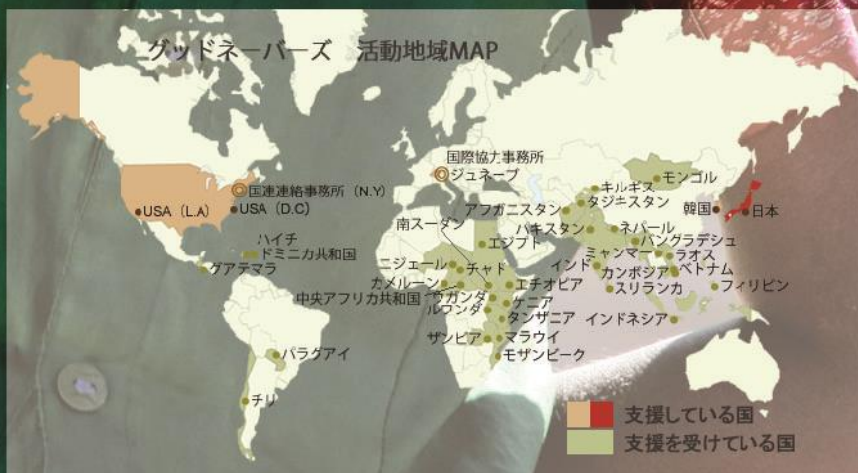 グッドネーバーズ　活動地域MAP
国際協力事務所
ジュネーブ
国連連絡事務所（N.Y）
USA（L.A）
USA（D.C）
ハイチ
ドミニカ共和国
グアテマラ
パラグアイ
チリ
南スーダン
エジプト
ニジェール
チャド
カメルーン
エチオピア
中央アフリカ共和国
ウガンダ
ケニア
ルワンダ
タンザニア
ザンビア
マラウイ
モザンビーク
モンゴル
キルギス
タジキスタン
アフガニスタン
パキスタン
ネパール
バングラデシュ
ミャンマー
ラオス
インド
カンボジア
ベトナム
スリランカ
フィリピン
インドネシア
韓国
日本
支援している国
支援を受けている国